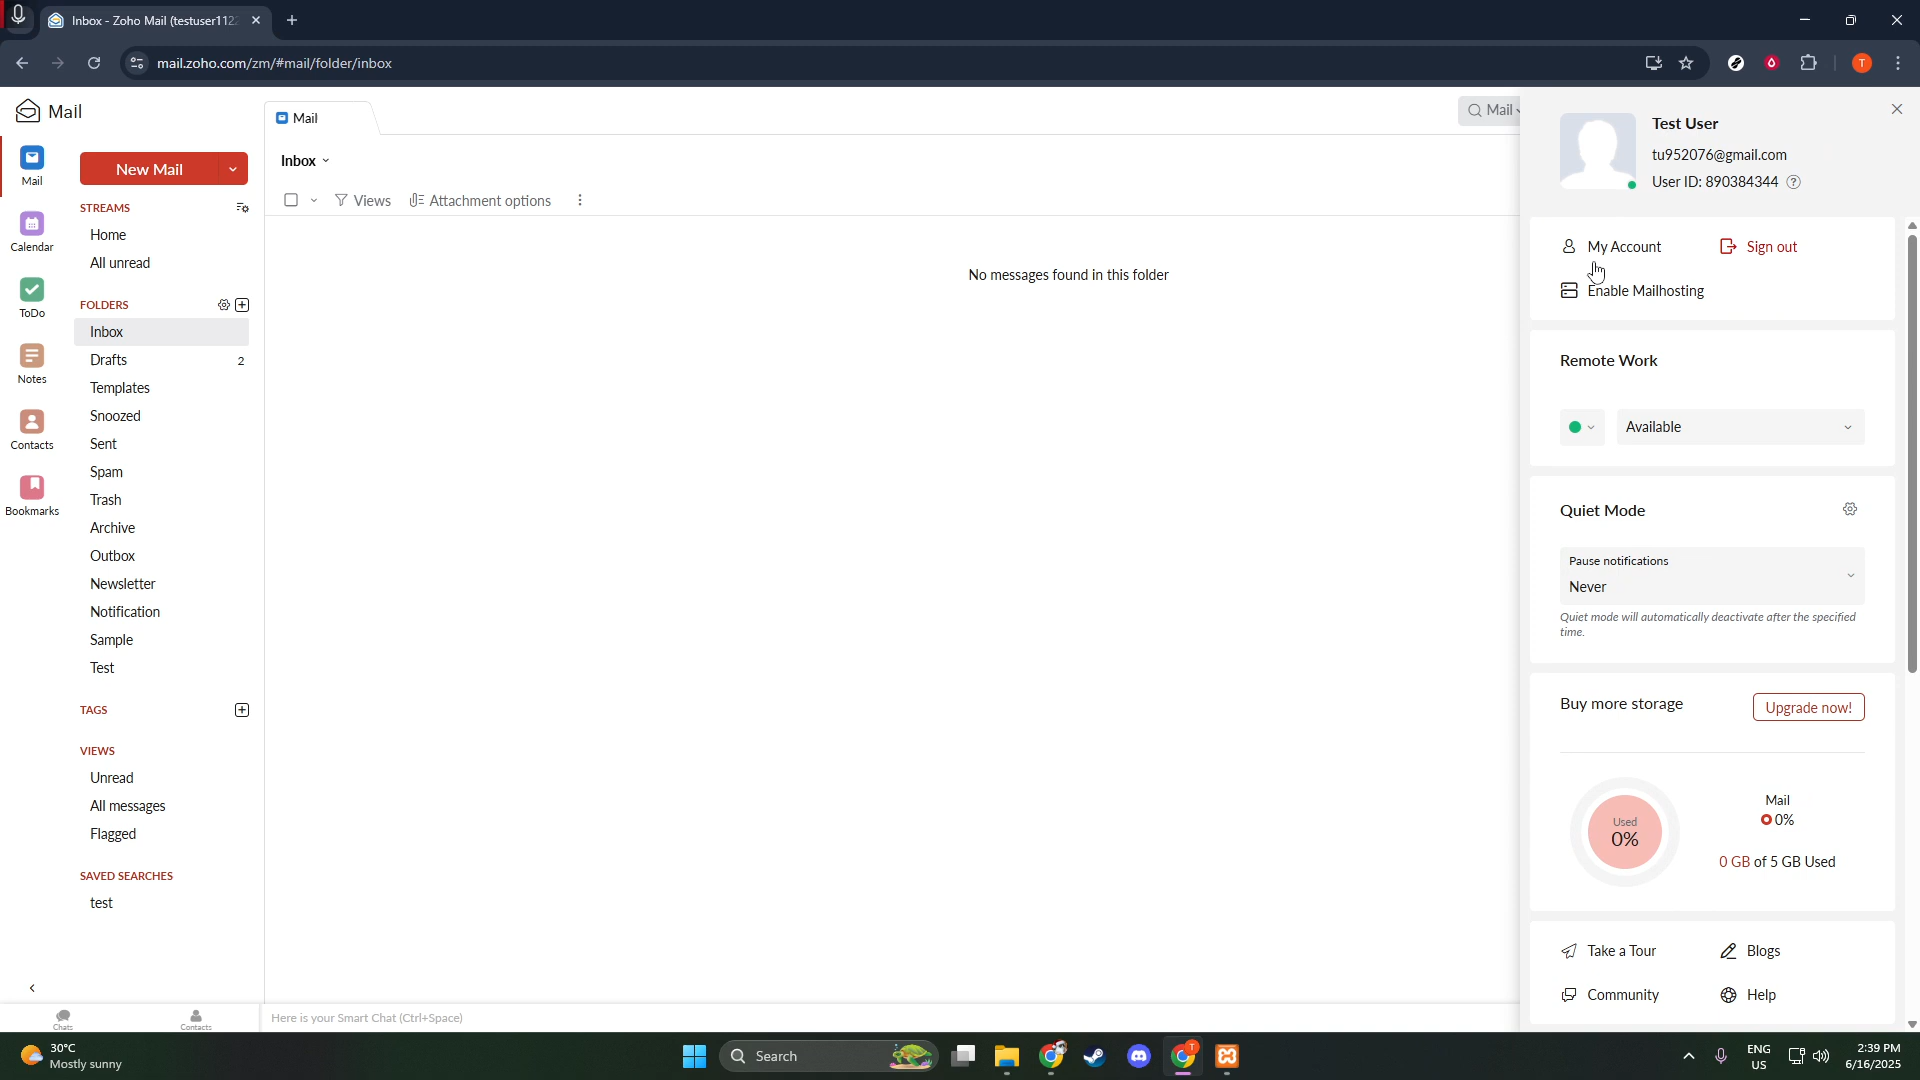 Inbox - Zoho Mail (testuser112
mail.zoho.com/zm/#mail/folder/inbox
T
Mail
Mail
Mail
Inbox
Mail
Calendar
ToDo
Notes
Contacts
Bookmarks
New Mail
STREAMS
Home
All unread
FOLDERS
Inbox
Drafts 2
Templates
Snoozed
Sent
Spam
Trash
Archive
Outbox
Newsletter
Notification
Sample
Test
TAGS
VIEWS
Unread
All messages
Flagged
SAVED SEARCHES
test
Chats
Contacts
Views
Attachment options
No messages found in this folder
Here is your Smart Chat (Ctrl+Space)
Test User
tu952076@gmail.com
User ID: 890384344
My Account
Sign out
Enable Mailhosting
Remote Work
Available
Quiet Mode
Pause notifications
Never
Quiet mode will automatically deactivate after the specified
time.
Buy more storage
Upgrade now!
Used
0%
Mail
0%
0 GB of 5 GB Used
Take a Tour
Blogs
Community
Help
30°C
Mostly sunny
Search
T
ENG
US
2:39 PM
6/16/2025